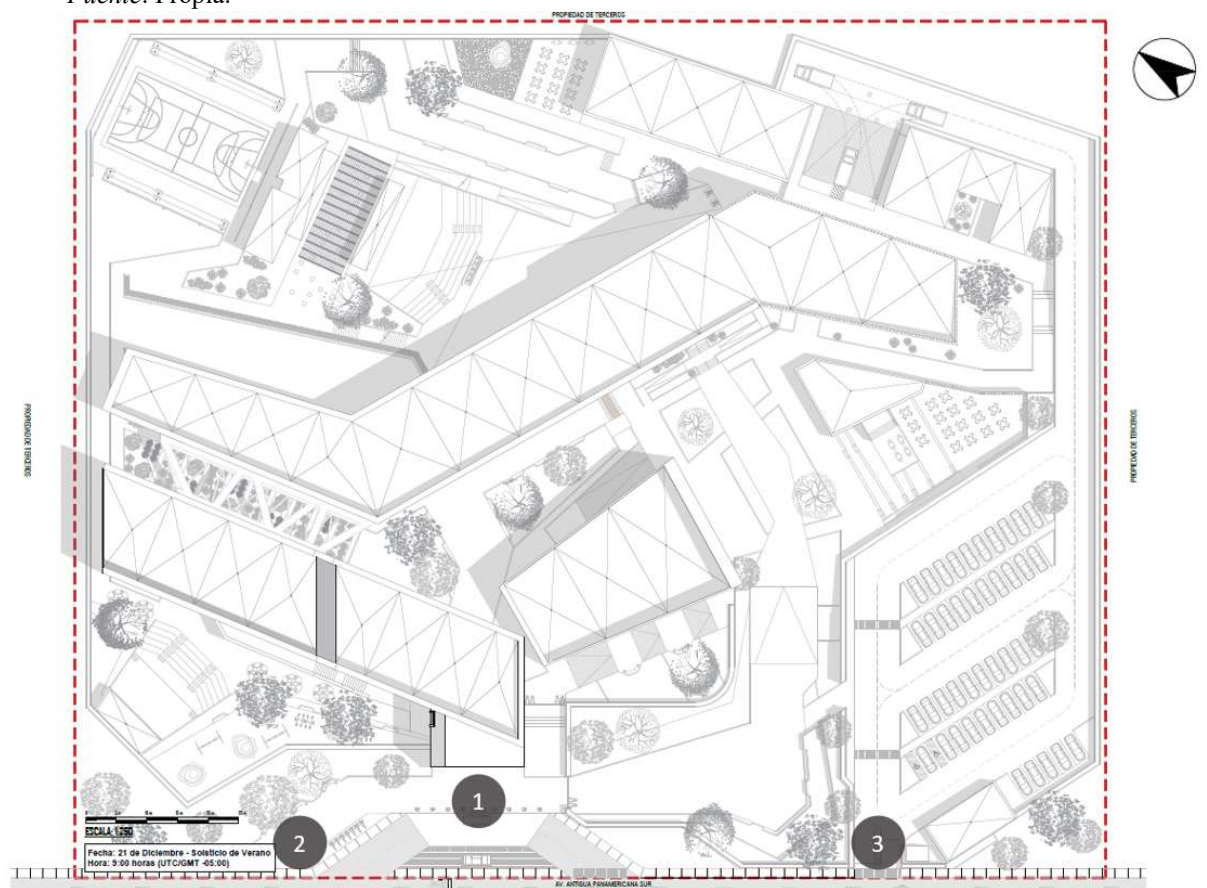 Fuente: Propia.
PROPIEDAD DE TERCEROS
PROPIEDAD DE TERCEROS
PROPIEDAD DE TERCEROS
1
2
3
ESCALA: 1:250
Fecha: 21 de Diciembre - Solsticio de Verano
Hora: 9:00 horas (UTC/GMT -05:00)
AV. ANTIGUA PANAMERICANA SUR